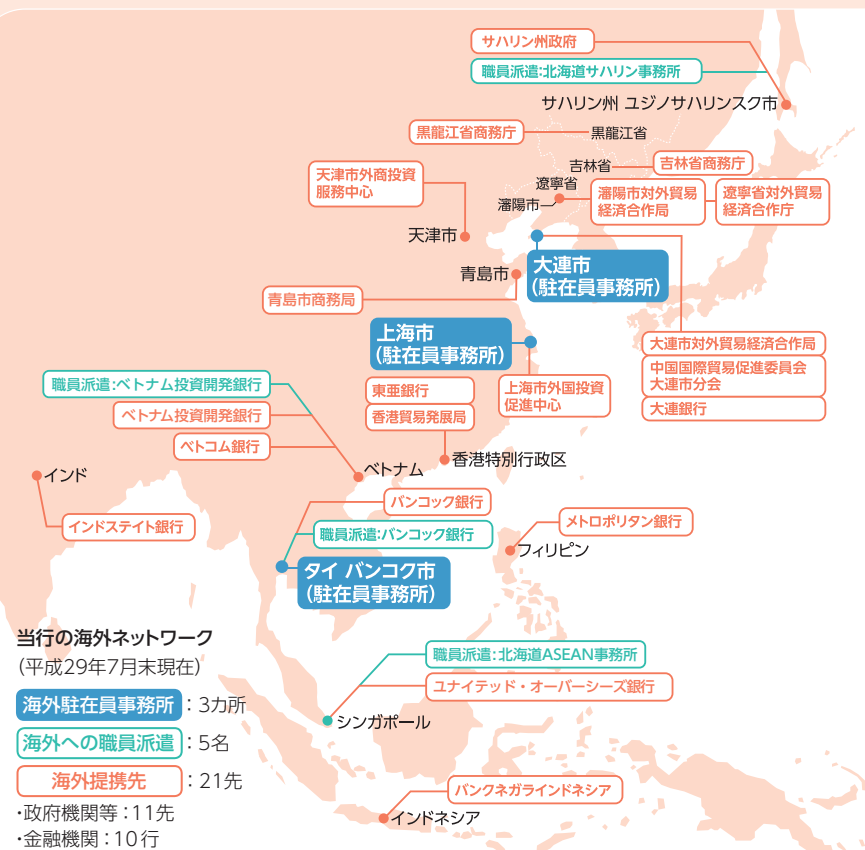 サハリン州政府
職員派遣:北海道サハリン事務所
サハリン州 ユジノサハリンスク市
黒龍江省商務庁
黒龍江省
吉林省
吉林省商務庁
天津市外商投資
服務中心
遼寧省
瀋陽市
瀋陽市対外貿易
経済合作局
遼寧省対外貿易
経済合作庁
天津市
大連市
(駐在員事務所)
青島市
青島市商務局
上海市
(駐在員事務所)
大連市対外貿易経済合作局
中国国際貿易促進委員会
大連市分会
大連銀行
職員派遣:ベトナム投資開発銀行
ベトナム投資開発銀行
ベトコム銀行
東亜銀行
香港貿易発展局
上海市外国投資
促進中心
香港特別行政区
ベトナム
インド
インドステイト銀行
バンコック銀行
職員派遣:バンコック銀行
メトロポリタン銀行
フィリピン
タイ バンコク市
(駐在員事務所)
当行の海外ネットワーク
(平成29年7月末現在)
海外駐在員事務所:3カ所
海外への職員派遣:5名
海外提携先:21先
・政府機関等:11先
・金融機関:10行
職員派遣:北海道ASEAN事務所
ユナイテッド・オーバーシーズ銀行
シンガポール
バンクネガラインドネシア
インドネシア